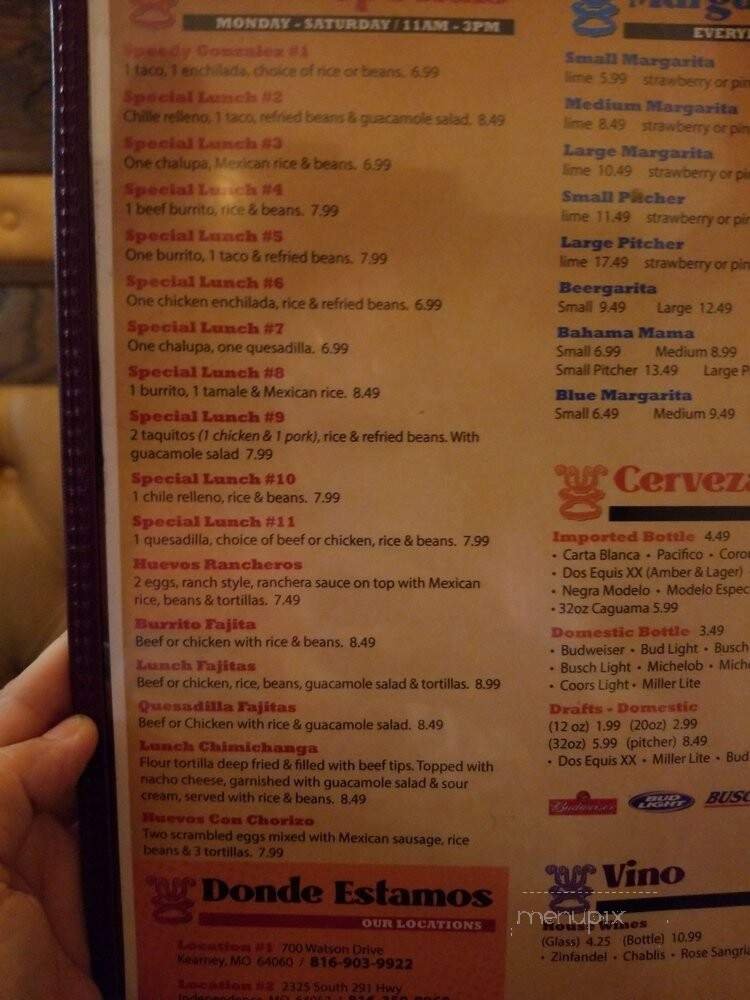 MONDAY - SATURDAY / 11AM - 3PM
Speedy Gonzalez #1
1 taco, 1 enchilada, choice of rice or beans. 6.99
Special Lunch #2
Chille relleno, 1 taco, refried beans & guacamole salad. 8.49
Special Lunch #3
One chalupa, Mexican rice & beans. 6.99
Special Lunch #4
1 beef burrito, rice & beans. 7.99
Special Lunch #5
One burrito, 1 taco & refried beans. 7.99
Special Lunch #6
One chicken enchilada, rice & refried beans. 6.99
Special Lunch #7
One chalupa, one quesadilla. 6.99
Special Lunch #8
1 burrito, 1 tamale & Mexican rice. 8.49
Special Lunch #9
2 taquitos (1 chicken & 1 pork), rice & refried beans. With
guacamole salad 7.99
Special Lunch #10
1 chile relleno, rice & beans. 7.99
Special Lunch #11
1 quesadilla, choice of beef or chicken, rice & beans. 7.99
Huevos Rancheros
2 eggs, ranch style, ranchera sauce on top with Mexican
rice, beans & tortillas. 7.49
Burrito Fajita
Beef or chicken with rice & beans. 8.49
Lunch Fajitas
Beef or chicken, rice, beans, guacamole salad & tortillas. 8.99
Quesadilla Fajitas
Beef or Chicken with rice & guacamole salad. 8.49
Lunch Chimichanga
Flour tortilla deep fried & filled with beef tips. Topped with
nacho cheese, garnished with guacamole salad & sour
cream, served with rice & beans. 8.49
Huevos Con Chorizo
Two scrambled eggs mixed with Mexican sausage, rice
beans & 3 tortillas. 7.99
Donde Estamos
OUR LOCATIONS
Location #1 700 Watson Drive
Kearney, MO 64060 / 816-903-9922
Location #2 2325 South 291 Hwy
Small Margarita
lime 5.99 strawberry or
Medium Margarita
lime 8.49 strawberry or
Large Margarita
lime 10.49 strawberry or
Small Pitcher
lime 11.49 strawberry or
Large Pitcher
lime 17.49 strawberry or
Beergarita
Small 9.49 Large 12.49
Bahama Mama
Small 6.99 Medium 8.99
Small Pitcher 13.49 Large
Blue Margarita
Small 6.49 Medium 9.49
Imported Bottle 4.49
• Carta Blanca • Pacifico •
• Dos Equis XX (Amber & Lager)
• Negra Modelo • Modelo
• 32oz Caguama 5.99
Domestic Bottle 3.49
• Budweiser • Bud Light • Busch
• Busch Light • Michelob •
• Coors Light • Miller Lite
Drafts - Domestic
(12 oz) 1.99 (20oz) 2.99
(32oz) 5.99 (pitcher) 8.49
• Dos Equis XX • Miller Lite • Bud
Budweiser BUD LIGHT BUSC
Vino
House Wines
(Glass) 4.25 (Bottle) 10.99
• Zinfandel • Chablis • Rose
menupix